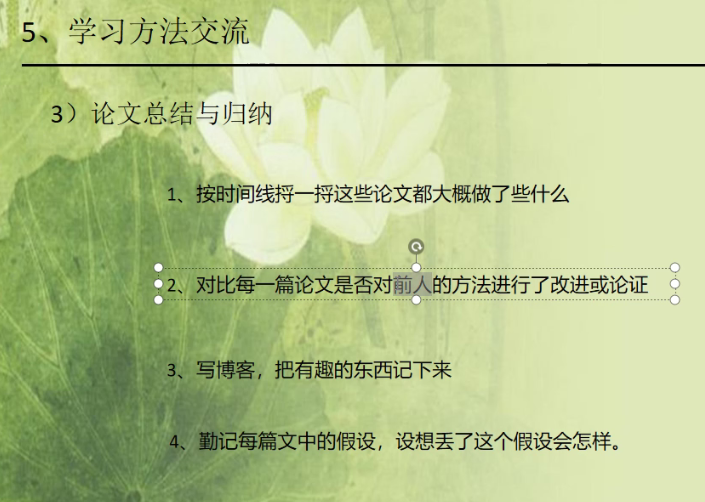 5、学习方法交流
3）论文总结与归纳
1、按时间线捋一捋这些论文都大概做了些什么
2、对比每一篇论文是否对前人的方法进行了改进或论证
3、写博客，把有趣的东西记下来
4、勤记每篇文中的假设，设想丢了这个假设会怎样。